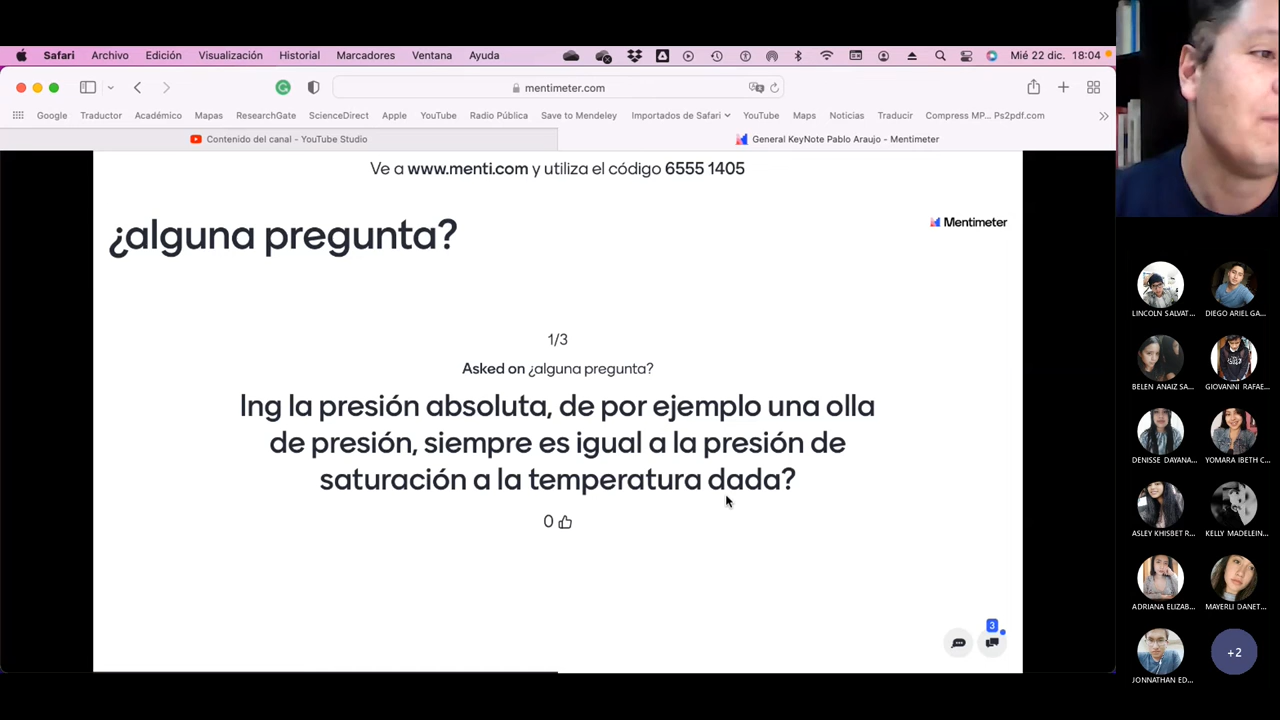 Safari Archivo Edición Visualización Historial Marcadores Ventana Ayuda Mié 22 dic. 18:04
mentimeter.com
Google Traductor Académico Mapas ResearchGate ScienceDirect Apple YouTube Radio Pública Save to Mendeley Importados de Safari YouTube Maps Noticias Traducir Compress MP... Ps2pdf.com
Contenido del canal - YouTube Studio General KeyNote Pablo Araujo - Mentimeter
Ve a www.menti.com y utiliza el código 6555 1405
¿alguna pregunta?
Mentimeter
1/3
Asked on ¿alguna pregunta?
Ing la presión absoluta, de por ejemplo una olla
de presión, siempre es igual a la presión de
saturación a la temperatura dada?
0
3
LINCOLN SALVAT... DIEGO ARIEL GA...
BELEN ANAIZ SA... GIOVANNI RAFAE...
DENISSE DAYANA... YOMARA IBETH C...
ASLEY KHISBET R... KELLY MADELEIN...
ADRIANA ELIZAB... MAYERLI DANET...
JONNATHAN ED... +2